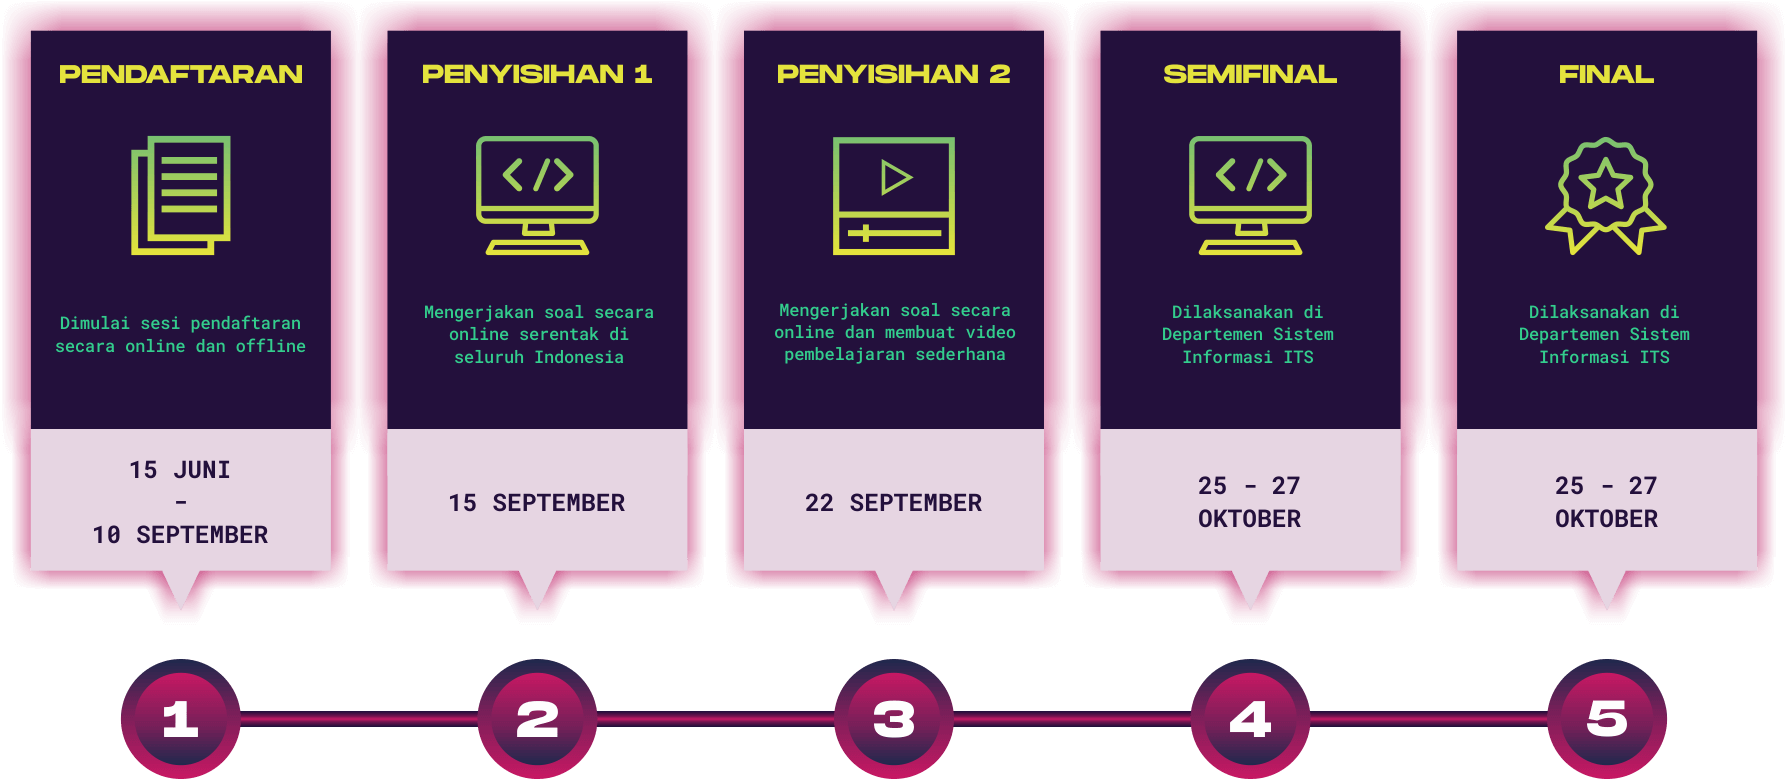 PENDAFTARAN
Dimulai sesi pendaftaran
secara online dan offline
15 JUNI
-
10 SEPTEMBER
PENYISIHAN 1
</>
Mengerjakan soal secara
online serentak di
seluruh Indonesia
15 SEPTEMBER
PENYISIHAN 2
Mengerjakan soal secara
online dan membuat video
pembelajaran sederhana
22 SEPTEMBER
SEMIFINAL
</>
Dilaksanakan di
Departemen Sistem
Informasi ITS
25 - 27
OKTOBER
FINAL
Dilaksanakan di
Departemen Sistem
Informasi ITS
25 - 27
OKTOBER
1
2
3
4
5